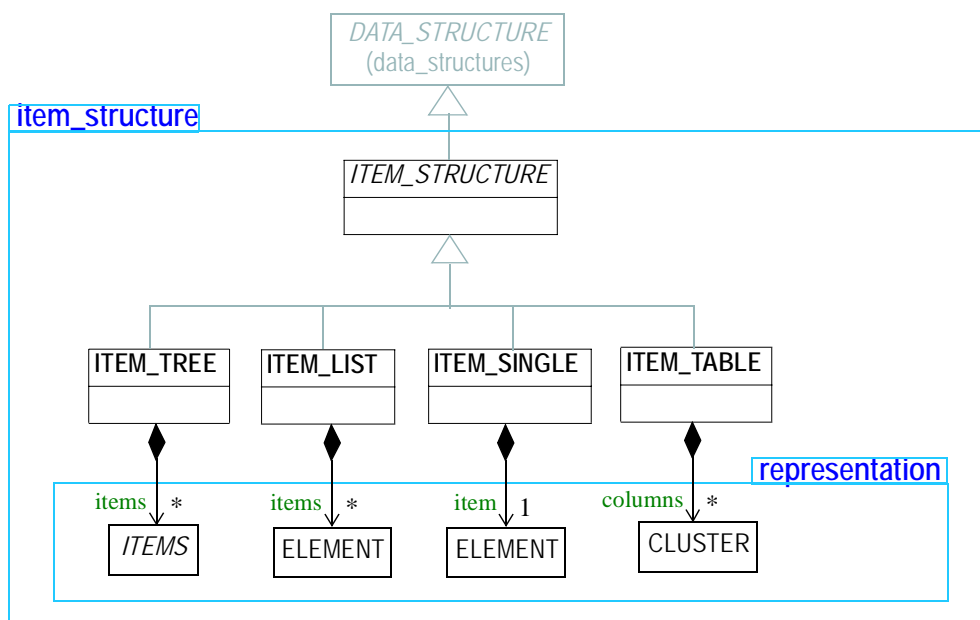 DATA_STRUCTURE
(data_structures)
item_structure
ITEM_STRUCTURE
ITEM_TREE
ITEM_LIST
ITEM_SINGLE
ITEM_TABLE
representation
items *
items *
item 1
columns *
ITEMS
ELEMENT
ELEMENT
CLUSTER